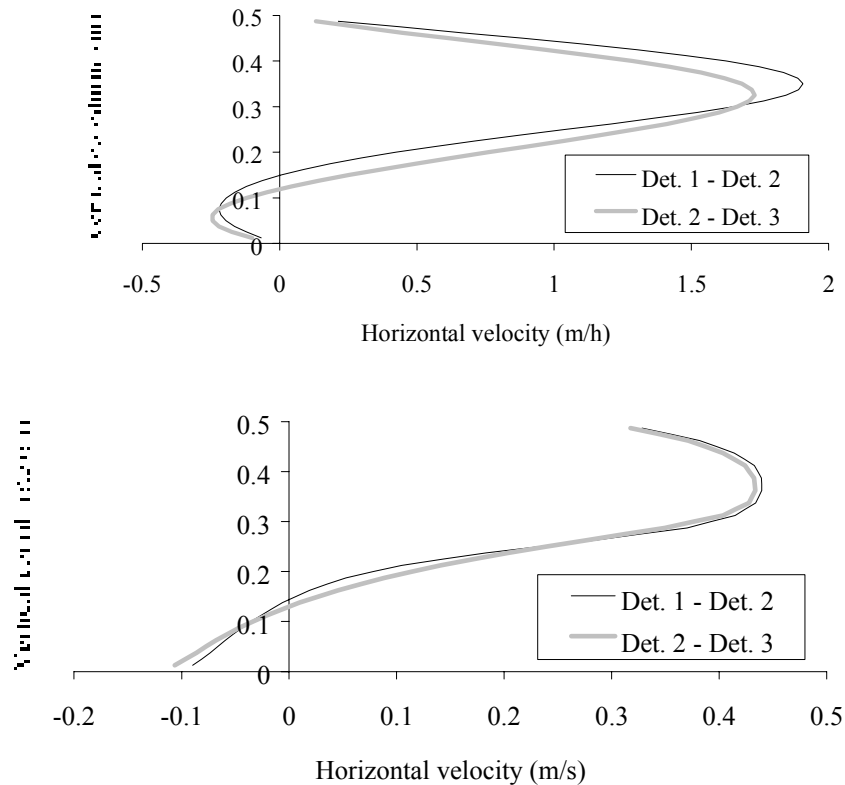 0.5
0.4
0.3
0.2
0.1
0
-0.5 0 0.5 1 1.5 2
Det. 1 - Det. 2
Det. 2 - Det. 3
Horizontal velocity (m/h)
0.5
0.4
0.3
0.2
0.1
0
-0.2 -0.1 0 0.1 0.2 0.3 0.4 0.5
Det. 1 - Det. 2
Det. 2 - Det. 3
Horizontal velocity (m/s)